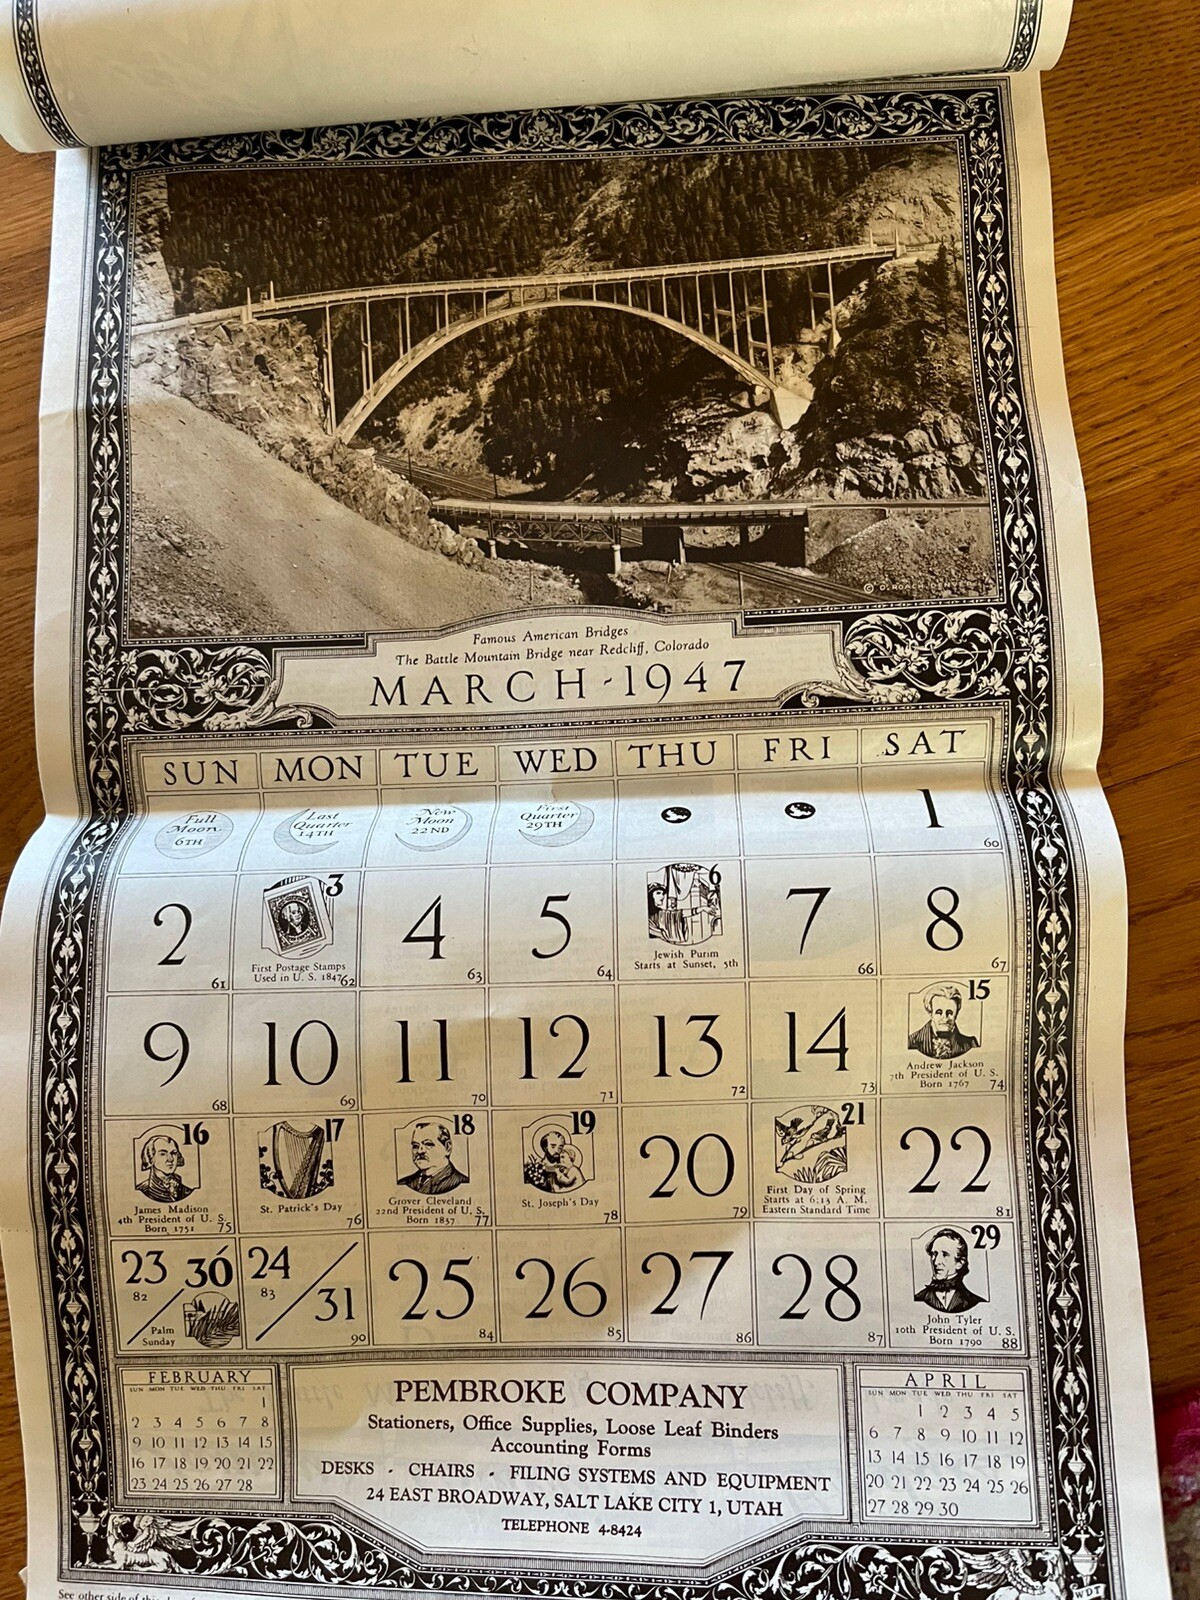 Famous American Bridges
The Battle Mountain Bridge near Redcliff, Colorado
MARCH - 1947
SUN MON TUE WED THU FRI SAT
Full Moon 6TH
Last Quarter 14TH
New Moon 22ND
First Quarter 29TH
1 60
2 61
3 First Postage Stamps Used in U. S. 1847 62
4 63
5 64
6 Jewish Purim Starts at Sunset, 5th
7 66
8 67
9 68
10 69
11 70
12 71
13 72
14 73
15 Andrew Jackson 7th President of U. S. Born 1767 74
16 James Madison 4th President of U. S. Born 1751 75
17 St. Patrick's Day 76
18 Grover Cleveland 22nd President of U. S. Born 1837 77
19 St. Joseph's Day 78
20 79
21 First Day of Spring Starts at 6:13 A. M. Eastern Standard Time
22 81
23 82 / 30 Palm Sunday
24 83 / 31 90
25 84
26 85
27 86
28 87
29 John Tyler 10th President of U. S. Born 1790 88
FEBRUARY
SUN MON TUE WED THU FRI SAT
1
2 3 4 5 6 7 8
9 10 11 12 13 14 15
16 17 18 19 20 21 22
23 24 25 26 27 28
PEMBROKE COMPANY
Stationers, Office Supplies, Loose Leaf Binders
Accounting Forms
DESKS - CHAIRS - FILING SYSTEMS AND EQUIPMENT
24 EAST BROADWAY, SALT LAKE CITY 1, UTAH
TELEPHONE 4-8424
APRIL
SUN MON TUE WED THU FRI SAT
1 2 3 4 5
6 7 8 9 10 11 12
13 14 15 16 17 18 19
20 21 22 23 24 25 26
27 28 29 30
WDT
See other side of this